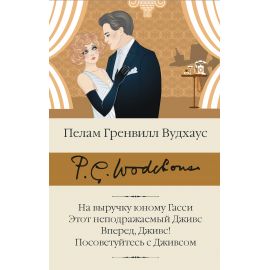 Пелам Гренвилл Вудхаус
P.G. Wodehouse
На выручку юному Гасси
Этот неподражаемый Дживс
Вперед, Дживс!
Посоветуйтесь с Дживсом